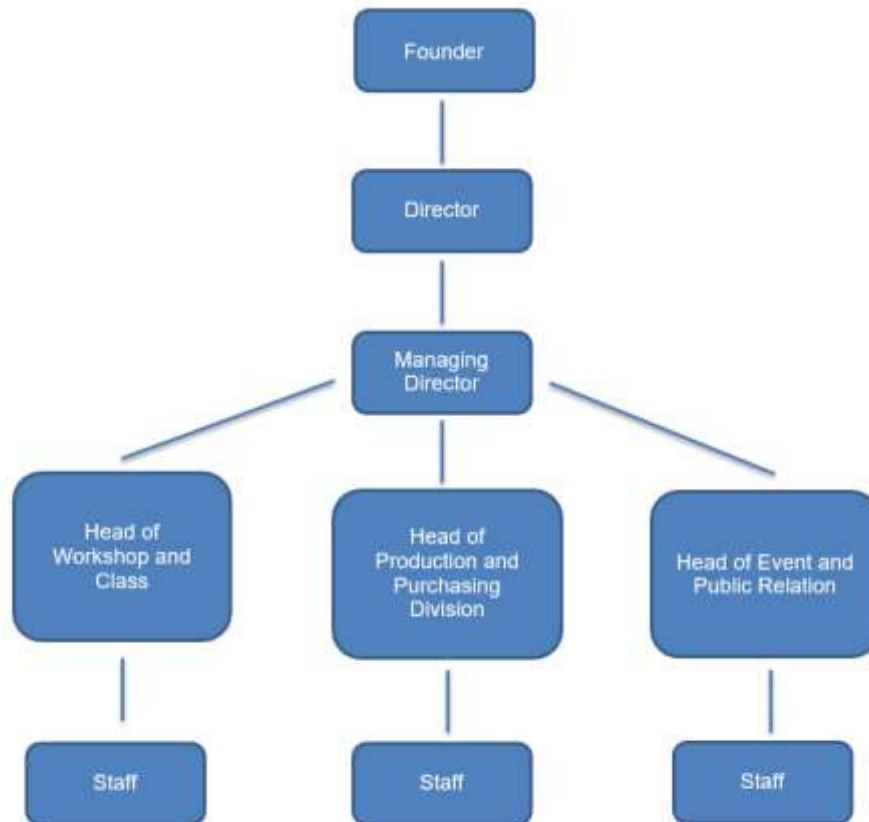 Founder
Director
Managing
Director
Head of
Workshop and
Class
Head of
Production and
Purchasing
Division
Head of Event and
Public Relation
Staff
Staff
Staff